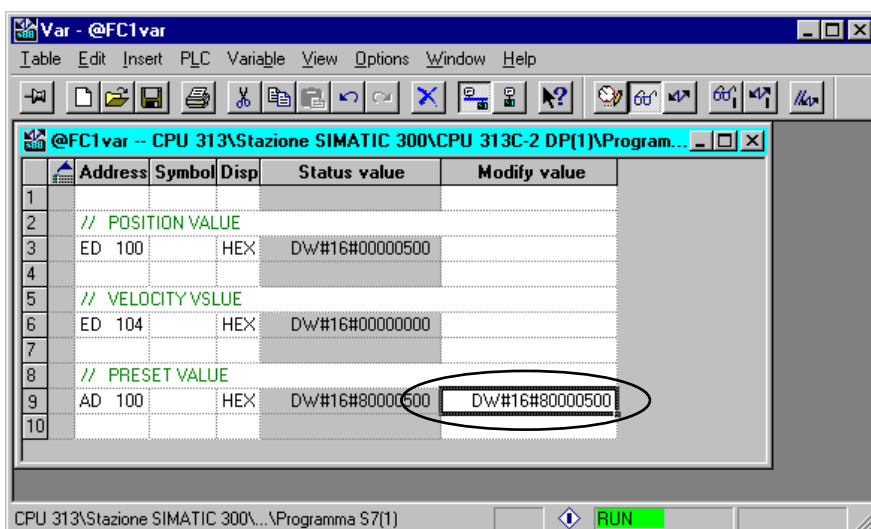 Var - @FC1var
Table Edit Insert PLC Variable View Options Window Help
@FC1var -- CPU 313\Stazione SIMATIC 300\CPU 313C-2 DP(1)\Program...
Address Symbol Disp Status value Modify value
1
2 // POSITION VALUE
3 ED 100 HEX DW#16#00000500
4
5 // VELOCITY VSLUE
6 ED 104 HEX DW#16#00000000
7
8 // PRESET VALUE
9 AD 100 HEX DW#16#80000500 DW#16#80000500
10
CPU 313\Stazione SIMATIC 300\...\Programma S7(1) RUN